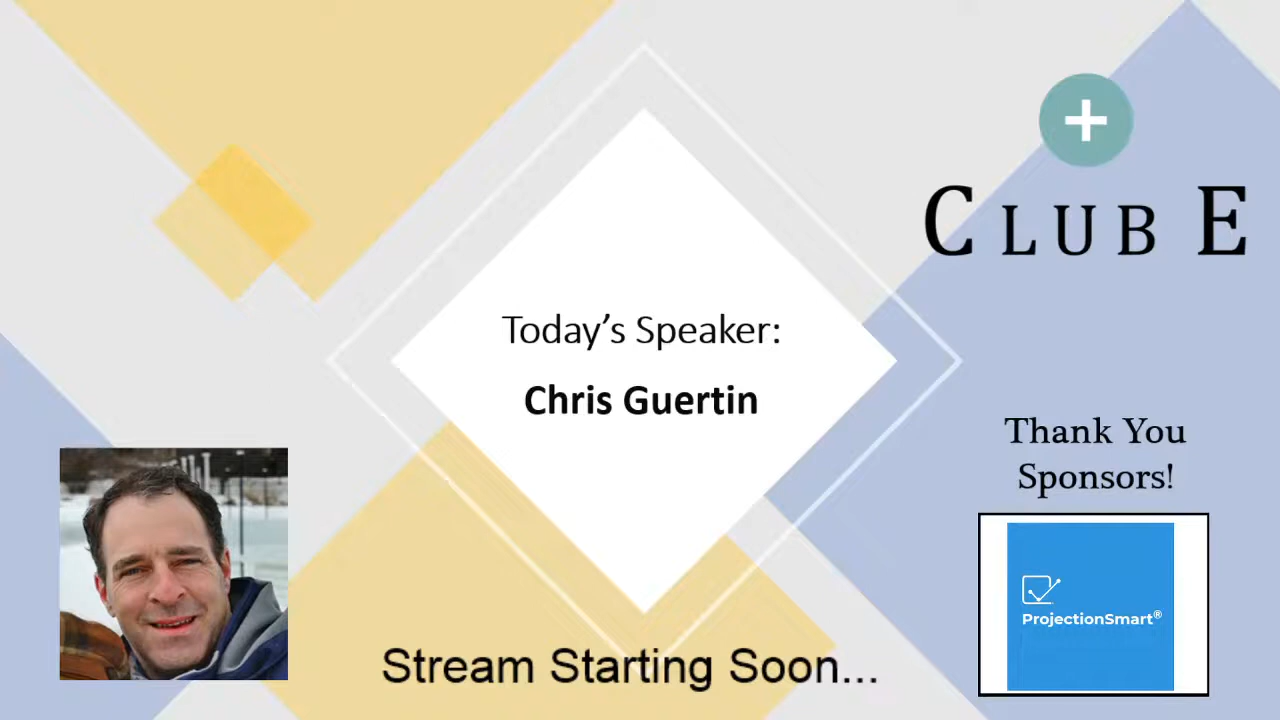 +
CLUB E
Today’s Speaker:
Chris Guertin
Thank You
Sponsors!
ProjectionSmart®
Stream Starting Soon...